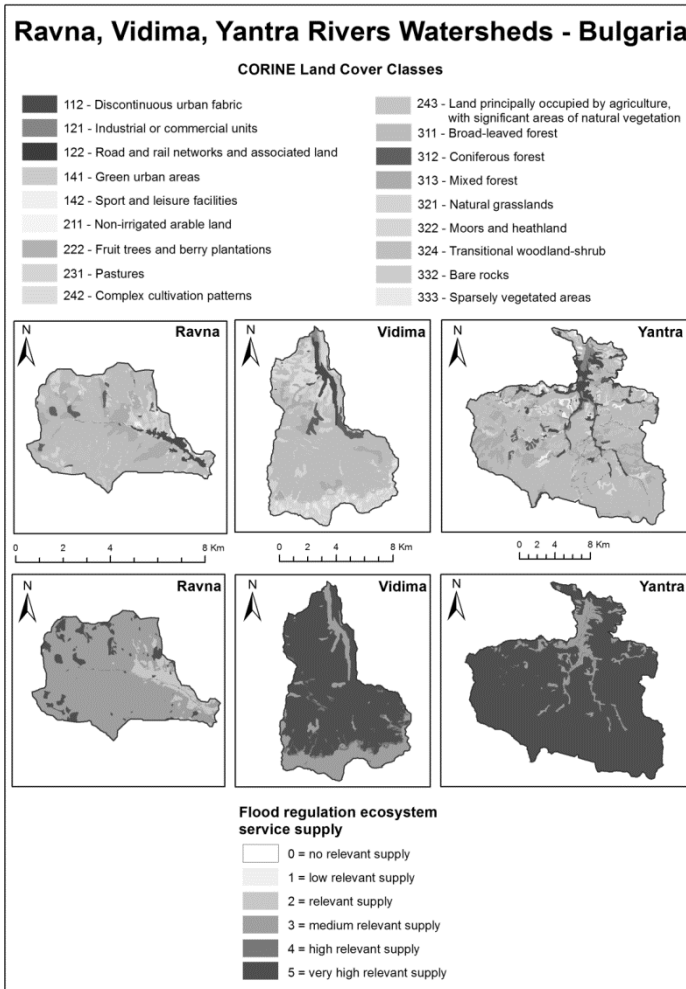 Ravna, Vidima, Yantra Rivers Watersheds - Bulgaria
CORINE Land Cover Classes
112 - Discontinuous urban fabric
121 - Industrial or commercial units
122 - Road and rail networks and associated land
141 - Green urban areas
142 - Sport and leisure facilities
211 - Non-irrigated arable land
222 - Fruit trees and berry plantations
231 - Pastures
242 - Complex cultivation patterns
243 - Land principally occupied by agriculture,
with significant areas of natural vegetation
311 - Broad-leaved forest
312 - Coniferous forest
313 - Mixed forest
321 - Natural grasslands
322 - Moors and heathland
324 - Transitional woodland-shrub
332 - Bare rocks
333 - Sparsely vegetated areas
N Ravna
N Vidima
N Yantra
0 2 4 8 Km
0 2 4 8 Km
0 2 4 8 Km
N Ravna
N Vidima
N Yantra
Flood regulation ecosystem
service supply
0 = no relevant supply
1 = low relevant supply
2 = relevant supply
3 = medium relevant supply
4 = high relevant supply
5 = very high relevant supply